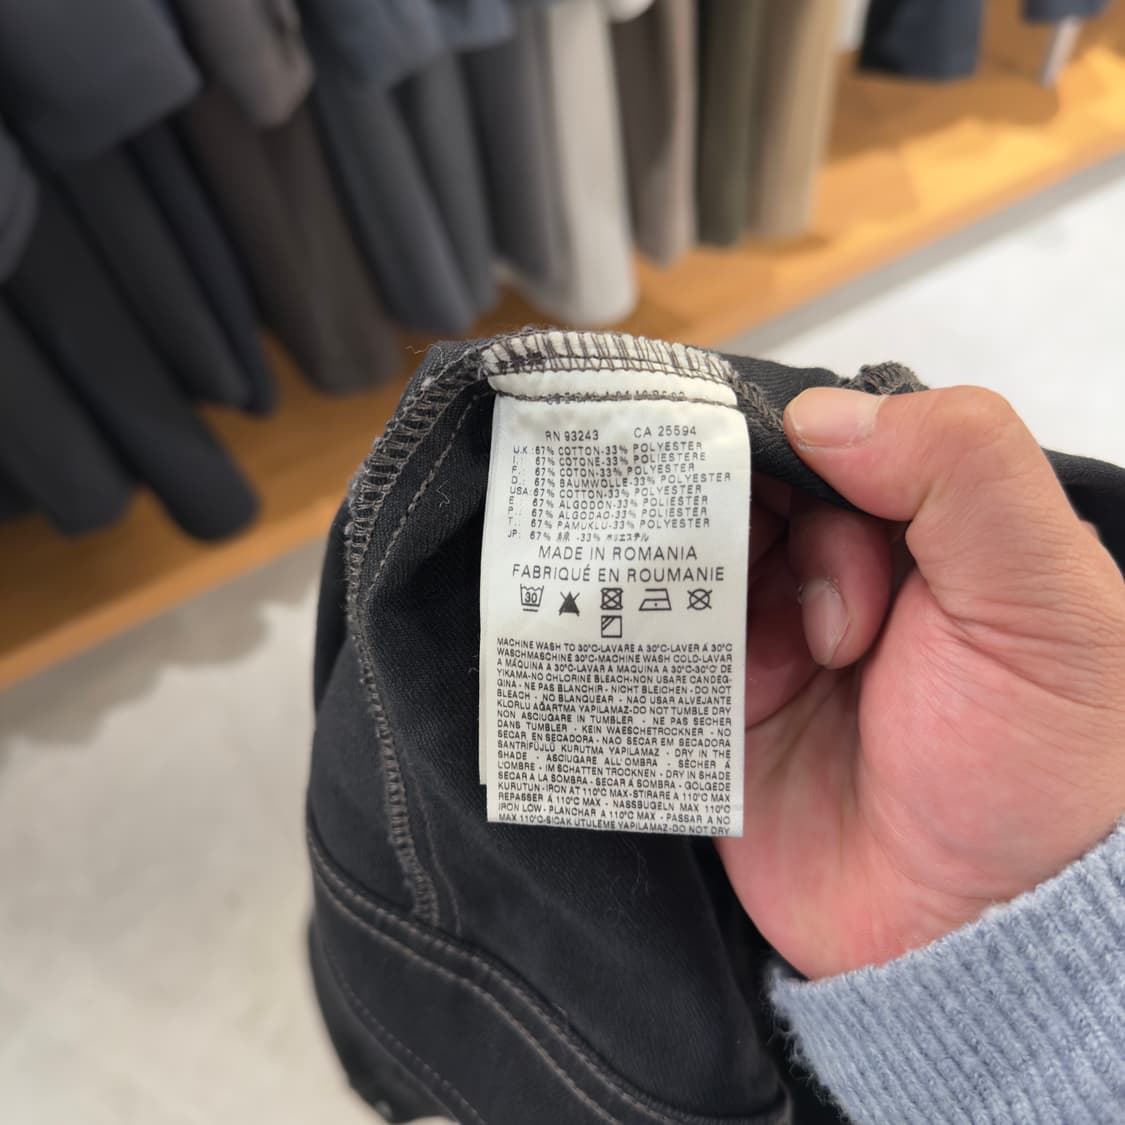 RN 93243 CA 25594
U.K.:67% COTTON-33% POLYESTER
I.: 67% COTONE-33% POLIESTERE
F.: 67% COTON-33% POLYESTER
D.: 67% BAUMWOLLE-33% POLYESTER
USA:67% COTTON-33% POLYESTER
E.: 67% ALGODON-33% POLIESTER
P.: 67% ALGODAO-33% POLIESTER
T.: 67% PAMUKLU-33% POLYESTER
JP: 67% 綿 -33% ポリエステル
MADE IN ROMANIA
FABRIQUÉ EN ROUMANIE
30
MACHINE WASH TO 30°C-LAVARE A 30°C-LAVER Á 30°C
WASCHMASCHINE 30°C-MACHINE WASH COLD-LAVAR
A MÁQUINA A 30°C-LAVAR A MAQUINA A 30°C-30°C DE
YIKAMA-NO CHLORINE BLEACH-NON USARE CANDEG-
GINA - NE PAS BLANCHIR - NICHT BLEICHEN - DO NOT
BLEACH - NO BLANQUEAR - NAO USAR ALVEJANTE
KLORLU AĞARTMA YAPILAMAZ-DO NOT TUMBLE DRY
NON ASCIUGARE IN TUMBLER - NE PAS SÉCHER
DANS TUMBLER - KEIN WAESCHETROCKNER - NO
SECAR EN SECADORA - NAO SECAR EM SECADORA
SANTRIFÜJLÜ KURUTMA YAPILAMAZ - DRY IN THE
SHADE - ASCIUGARE ALL'OMBRA - SÈCHER Á
L'OMBRE - IM SCHATTEN TROCKNEN - DRY IN SHADE
SECAR A LA SOMBRA - SECAR Á SOMBRA - GÖLGEDE
KURUTUN-IRON AT 110°C MAX-STIRARE A 110°C MAX
REPASSER Á 110°C MAX - NASSBUGELN MAX 110°C
IRON LOW - PLANCHAR A 110°C MAX - PASSAR A NO
MAX 110°C-SICAK UTULEME YAPILAMAZ-DO NOT DRY